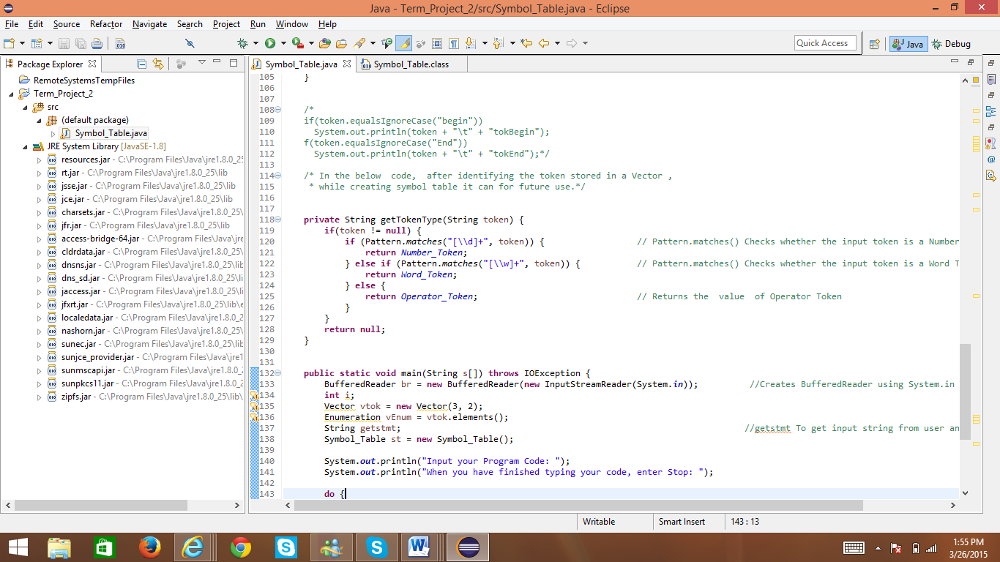 Java - Term_Project_2/src/Symbol_Table.java - Eclipse
File Edit Source Refactor Navigate Search Project Run Window Help
Quick Access
Java
Debug
Package Explorer
RemoteSystemsTempFiles
Term_Project_2
src
(default package)
Symbol_Table.java
JRE System Library [JavaSE-1.8]
resources.jar - C:\Program Files\Java\jre1.8.0_25
rt.jar - C:\Program Files\Java\jre1.8.0_25\lib
jsse.jar - C:\Program Files\Java\jre1.8.0_25\lib
jce.jar - C:\Program Files\Java\jre1.8.0_25\lib
charsets.jar - C:\Program Files\Java\jre1.8.0_25\
jfr.jar - C:\Program Files\Java\jre1.8.0_25\lib
access-bridge-64.jar - C:\Program Files\Java\jre
cldrdata.jar - C:\Program Files\Java\jre1.8.0_25\
dnsns.jar - C:\Program Files\Java\jre1.8.0_25\lib
dns_sd.jar - C:\Program Files\Java\jre1.8.0_25\lib
jaccess.jar - C:\Program Files\Java\jre1.8.0_25\lib
jfxrt.jar - C:\Program Files\Java\jre1.8.0_25\lib\e
localedata.jar - C:\Program Files\Java\jre1.8.0_2
nashorn.jar - C:\Program Files\Java\jre1.8.0_25\l
sunec.jar - C:\Program Files\Java\jre1.8.0_25\lib
sunjce_provider.jar - C:\Program Files\Java\jre1
sunmscapi.jar - C:\Program Files\Java\jre1.8.0_
sunpkcs11.jar - C:\Program Files\Java\jre1.8.0_2
zipfs.jar - C:\Program Files\Java\jre1.8.0_25\lib\
Symbol_Table.java
Symbol_Table.class
105 }
106
107
108 /*
109 if(token.equalsIgnoreCase("begin"))
110 System.out.println(token + "\t" + "tokBegin");
111 f(token.equalsIgnoreCase("End"))
112 System.out.println(token + "\t" + "tokEnd");*/
113
114 /* In the below  code,  after identifying the token stored in a Vector ,
115 * while creating symbol table it can for future use.*/
116
117
118 private String getTokenType(String token) {
119 if(token != null) {
120 if (Pattern.matches("[\\d]+", token)) { // Pattern.matches() Checks whether the input token is a Number
121 return Number_Token;
122 } else if (Pattern.matches("[\\w]+", token)) { // Pattern.matches() Checks whether the input token is a Word T
123 return Word_Token;
124 } else {
125 return Operator_Token; // Returns the  value  of Operator Token
126 }
127 }
128 return null;
129 }
130
131
132 public static void main(String s[]) throws IOException {
133 BufferedReader br = new BufferedReader(new InputStreamReader(System.in)); //Creates BufferedReader using System.in
134 int i;
135 Vector vtok = new Vector(3, 2);
136 Enumeration vEnum = vtok.elements();
137 String getstmt; //getstmt To get input string from user an
138 Symbol_Table st = new Symbol_Table();
139
140 System.out.println("Input your Program Code: ");
141 System.out.println("When you have finished typing your code, enter Stop: ");
142
143 do {
Writable
Smart Insert
143 : 13
1:55 PM
3/26/2015